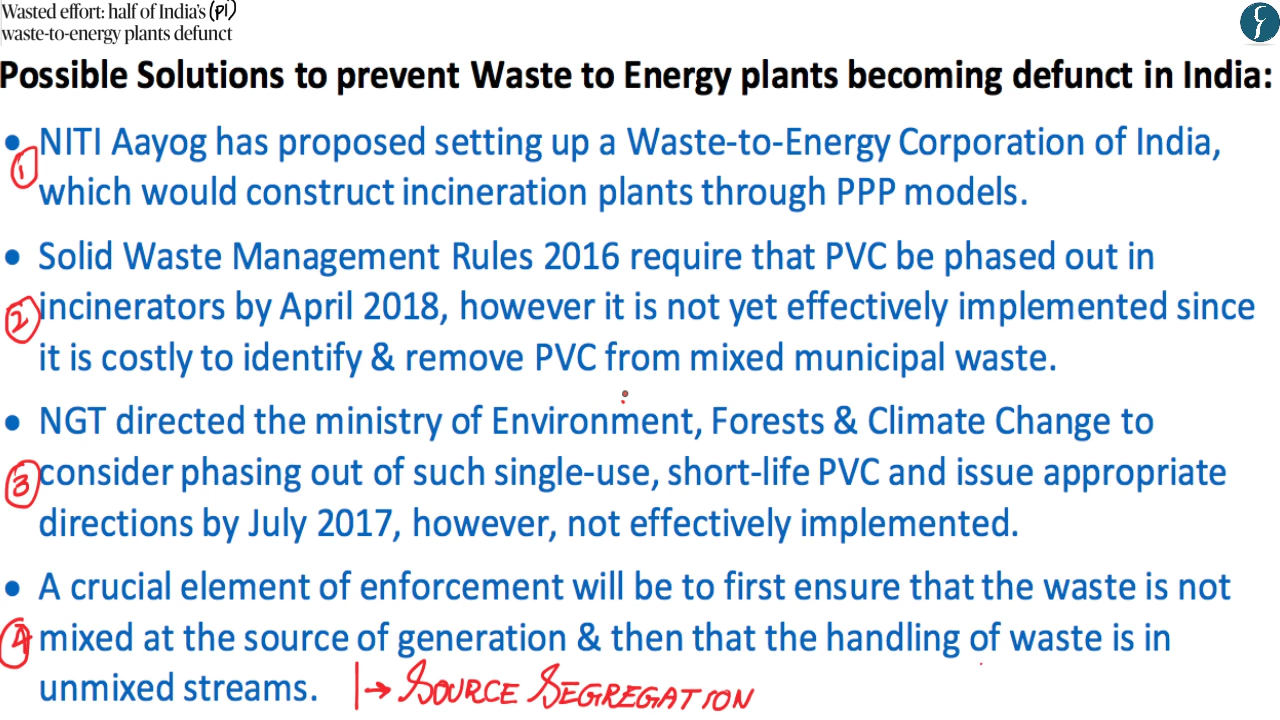 Wasted effort: half of India's (P1)
waste-to-energy plants defunct
Possible Solutions to prevent Waste to Energy plants becoming defunct in India:
• NITI Aayog has proposed setting up a Waste-to-Energy Corporation of India,
1 which would construct incineration plants through PPP models.
• Solid Waste Management Rules 2016 require that PVC be phased out in
2 incinerators by April 2018, however it is not yet effectively implemented since
it is costly to identify & remove PVC from mixed municipal waste.
• NGT directed the ministry of Environment, Forests & Climate Change to
3 consider phasing out of such single-use, short-life PVC and issue appropriate
directions by July 2017, however, not effectively implemented.
• A crucial element of enforcement will be to first ensure that the waste is not
4 mixed at the source of generation & then that the handling of waste is in
unmixed streams. |→ SOURCE SEGREGATION